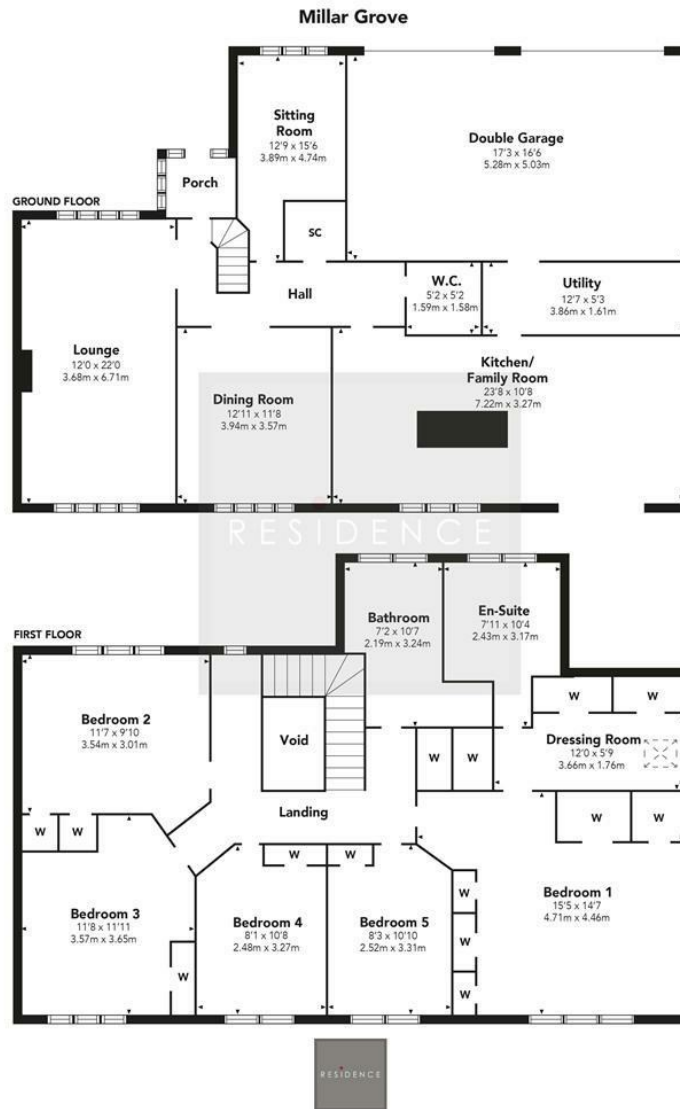 Millar Grove
Sitting
Room
12'9 x 15'6
3.89m x 4.74m
Double Garage
17'3 x 16'6
5.28m x 5.03m
Porch
GROUND FLOOR
SC
W.C.
5'2 x 5'2
1.59m x 1.58m
Utility
12'7 x 5'3
3.86m x 1.61m
Hall
Lounge
12'0 x 22'0
3.68m x 6.71m
Kitchen/
Family Room
23'8 x 10'8
7.22m x 3.27m
Dining Room
12'11 x 11'8
3.94m x 3.57m
RESIDENCE
FIRST FLOOR
Bathroom
7'2 x 10'7
2.19m x 3.24m
En-Suite
7'11 x 10'4
2.43m x 3.17m
W
W
Bedroom 2
11'7 x 9'10
3.54m x 3.01m
Void
W
W
Dressing Room
12'0 x 5'9
3.66m x 1.76m
Landing
W
W
W
W
W
W
W
Bedroom 3
11'8 x 11'11
3.57m x 3.65m
Bedroom 4
8'1 x 10'8
2.48m x 3.27m
Bedroom 5
8'3 x 10'10
2.52m x 3.31m
Bedroom 1
15'5 x 14'7
4.71m x 4.46m
W
W
W
RESIDENCE